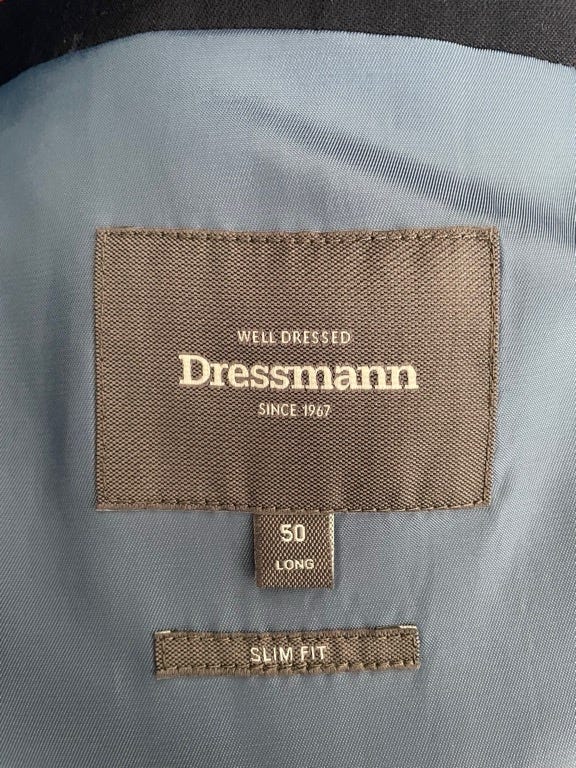 WELL DRESSED
Dressmann
SINCE 1967
50
LONG
SLIM FIT